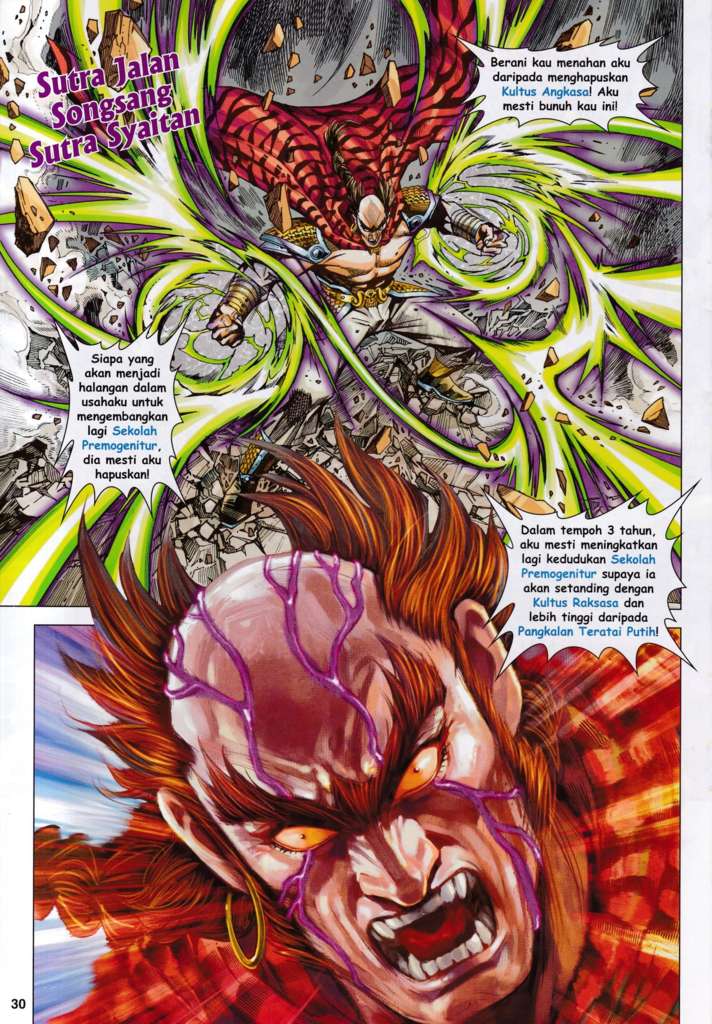 Sutra Jalan
Songsang
Sutra Syaitan
Berani kau menahan aku
daripada menghapuskan
Kultus Angkasa! Aku
mesti bunuh kau ini!
Siapa yang
akan menjadi
halangan dalam
usahaku untuk
mengembangkan
lagi Sekolah
Premogenitur,
dia mesti aku
hapuskan!
Dalam tempoh 3 tahun,
aku mesti meningkatkan
lagi kedudukan Sekolah
Premogenitur supaya ia
akan setanding dengan
Kultus Raksasa dan
lebih tinggi daripada
Pangkalan Teratai Putih!
30